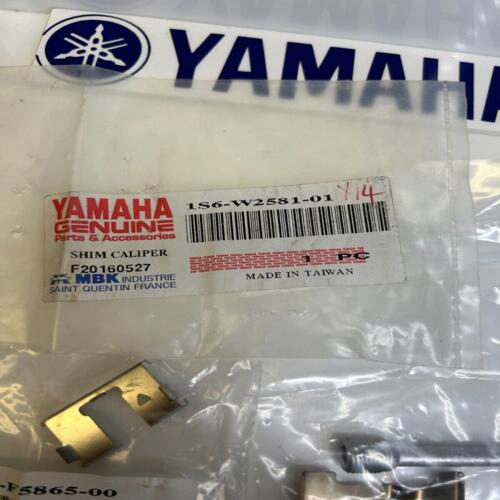 YAMAHA
YAMAHA
GENUINE
Parts & Accessories
1S6-W2581-01
Y14
SHIM CALIPER
F20160527
1 PC
MBK INDUSTRIE
MADE IN TAIWAN
SAINT QUENTIN FRANCE
-F5865-00